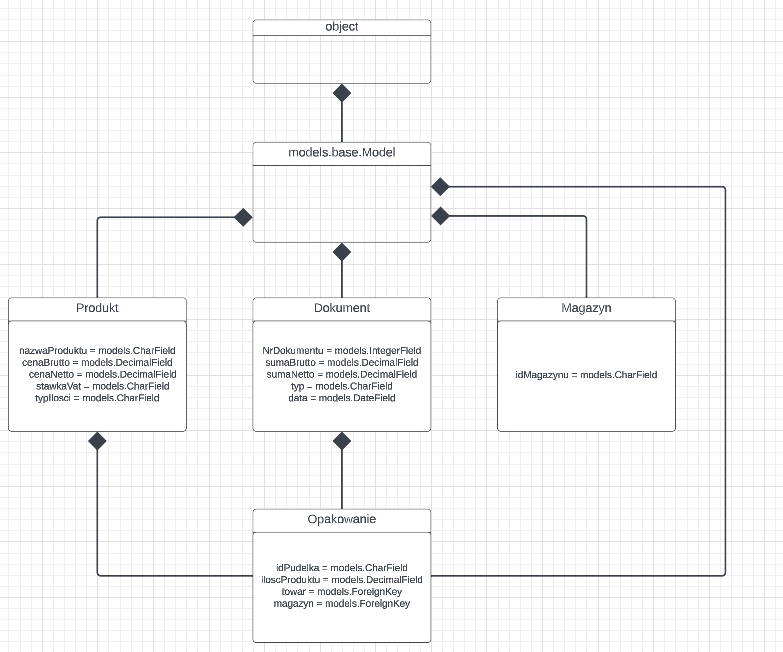 object
models.base.Model
Produkt
nazwaProduktu = models.CharField
cenaBrutto = models.DecimalField
cenaNetto = models.DecimalField
stawkaVat = models.CharField
typIlosci = models.CharField
Dokument
NrDokumentu = models.IntegerField
sumaBrutto = models.DecimalField
sumaNetto = models.DecimalField
typ = models.CharField
data = models.DateField
Magazyn
idMagazynu = models.CharField
Opakowanie
idPudelka = models.CharField
iloscProduktu = models.DecimalField
towar = models.ForeignKey
magazyn = models.ForeignKey